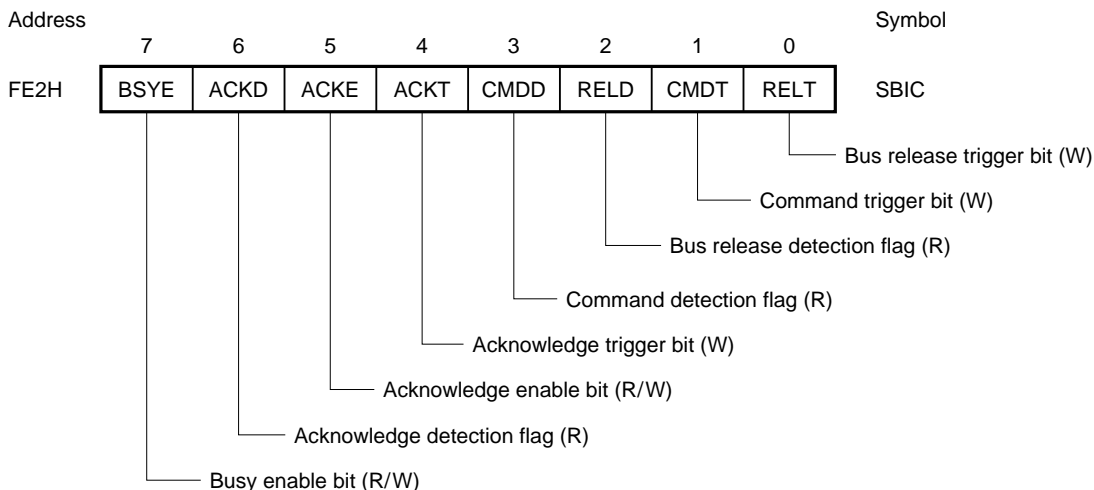 Address Symbol
7 6 5 4 3 2 1 0
FE2H BSYE ACKD ACKE ACKT CMDD RELD CMDT RELT SBIC
Bus release trigger bit (W)
Command trigger bit (W)
Bus release detection flag (R)
Command detection flag (R)
Acknowledge trigger bit (W)
Acknowledge enable bit (R/W)
Acknowledge detection flag (R)
Busy enable bit (R/W)